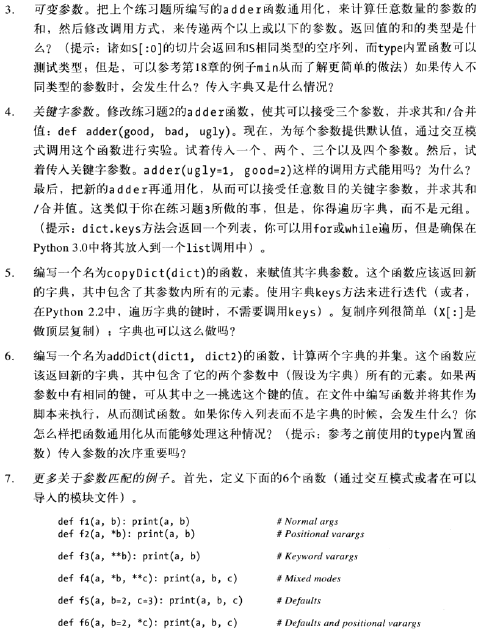 3. 可变参数。把上个练习题所编写的adder函数通用化，来计算任意数量的参数的
和，然后修改调用方式，来传递两个以上或以下的参数。返回值的和的类型是什
么？（提示：诸如S[:0]的切片会返回和S相同类型的空序列，而type内置函数可以
测试类型；但是，可以参考第18章的例子min从而了解更简单的做法）如果传入不
同类型的参数时，会发生什么？传入字典又是什么情况？
4. 关键字参数。修改练习题2的adder函数，使其可以接受三个参数，并求其和/合并
值：def adder(good, bad, ugly)。现在，为每个参数提供默认值，通过交互模
式调用这个函数进行实验。试着传入一个、两个、三个以及四个参数。然后，试
着传入关键字参数。adder(ugly=1, good=2)这样的调用方式能用吗？为什么？
最后，把新的adder再通用化，从而可以接受任意数目的关键字参数，并求其和
/合并值。这类似于你在练习题3所做的事，但是，你得遍历字典，而不是元组。
（提示：dict.keys方法会返回一个列表，你可以用for或while遍历，但是确保在
Python 3.0中将其放入到一个list调用中）。
5. 编写一个名为copyDict(dict)的函数，来赋值其字典参数。这个函数应该返回新
的字典，其中包含了其参数内所有的元素。使用字典keys方法来进行迭代（或者，
在Python 2.2中，遍历字典的键时，不需要调用keys）。复制序列很简单（X[:]是
做顶层复制）；字典也可以这么做吗？
6. 编写一个名为addDict(dict1, dict2)的函数，计算两个字典的并集。这个函数应
该返回新的字典，其中包含了它的两个参数中（假设为字典）所有的元素。如果两
参数中有相同的键，可从其中之一挑选这个键的值。在文件中编写函数并将其作为
脚本来执行，从而测试函数。如果你传入列表而不是字典的时候，会发生什么？你
怎么样把函数通用化从而能够处理这种情况？（提示：参考之前使用的type内置函
数）传入参数的次序重要吗？
7. 更多关于参数匹配的例子。首先，定义下面的6个函数（通过交互模式或者在可以
导入的模块文件）。
def f1(a, b): print(a, b) # Normal args
def f2(a, *b): print(a, b) # Positional varargs
def f3(a, **b): print(a, b) # Keyword varargs
def f4(a, *b, **c): print(a, b, c) # Mixed modes
def f5(a, b=2, c=3): print(a, b, c) # Defaults
def f6(a, b=2, *c): print(a, b, c) # Defaults and positional varargs